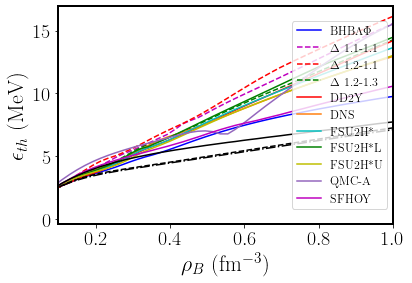 15
10
5
0
ϵ_th (MeV)
0.2 0.4 0.6 0.8 1.0
ρ_B (fm⁻³)
BHBΛΦ
Δ 1.1-1.1
Δ 1.2-1.1
Δ 1.2-1.3
DD2Y
DNS
FSU2H*
FSU2H*L
FSU2H*U
QMC-A
SFHOY